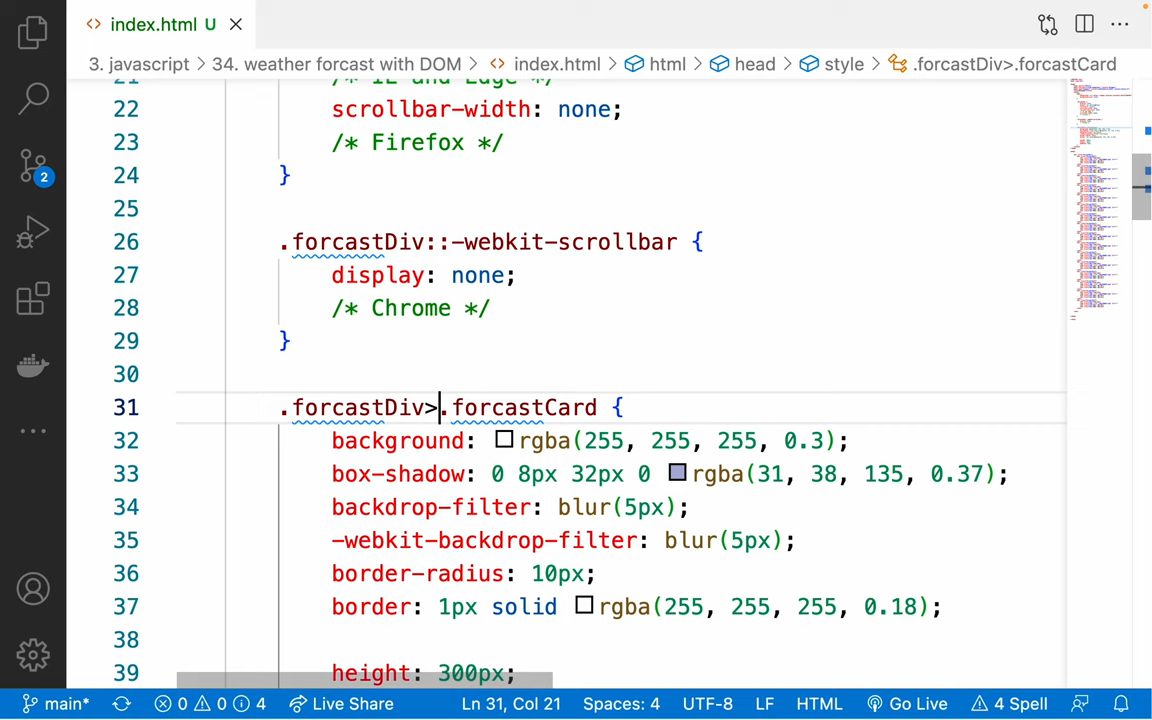 index.html U
3. javascript > 34. weather forcast with DOM > index.html > html > head > style > .forcastDiv>.forcastCard
21 /* IE and Edge */
22 scrollbar-width: none;
23 /* Firefox */
24 }
25
26 .forcastDiv::-webkit-scrollbar {
27 display: none;
28 /* Chrome */
29 }
30
31 .forcastDiv>.forcastCard {
32 background: rgba(255, 255, 255, 0.3);
33 box-shadow: 0 8px 32px 0 rgba(31, 38, 135, 0.37);
34 backdrop-filter: blur(5px);
35 -webkit-backdrop-filter: blur(5px);
36 border-radius: 10px;
37 border: 1px solid rgba(255, 255, 255, 0.18);
38
39 height: 300px;
2
main* 0 0 4 Live Share Ln 31, Col 21 Spaces: 4 UTF-8 LF HTML Go Live 4 Spell